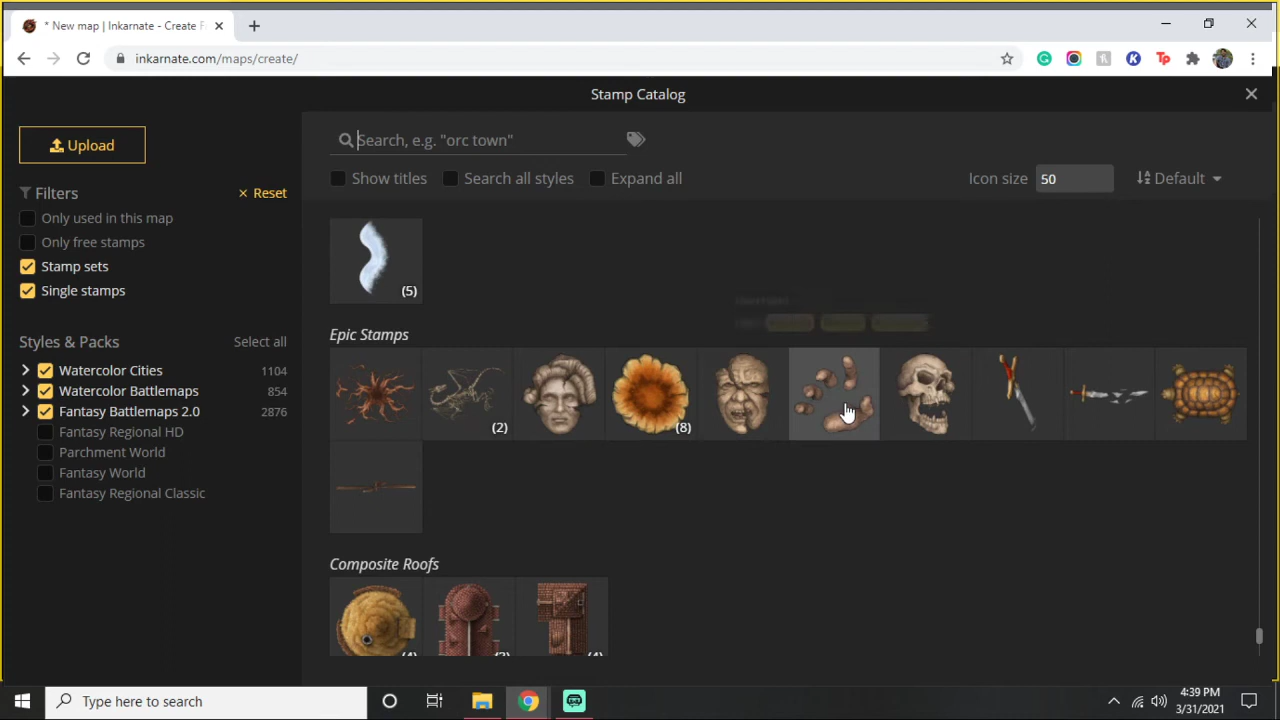 * New map | Inkarnate - Create F
inkarnate.com/maps/create/
Stamp Catalog
Upload
Search, e.g. "orc town"
Show titles
Search all styles
Expand all
Icon size
50
Default
Filters
Reset
Only used in this map
Only free stamps
Stamp sets
Single stamps
(5)
Epic Stamps
Styles & Packs
Select all
Watercolor Cities
1104
Watercolor Battlemaps
854
Fantasy Battlemaps 2.0
2876
Fantasy Regional HD
Parchment World
Fantasy World
Fantasy Regional Classic
(2)
(8)
Composite Roofs
Type here to search
4:39 PM
3/31/2021